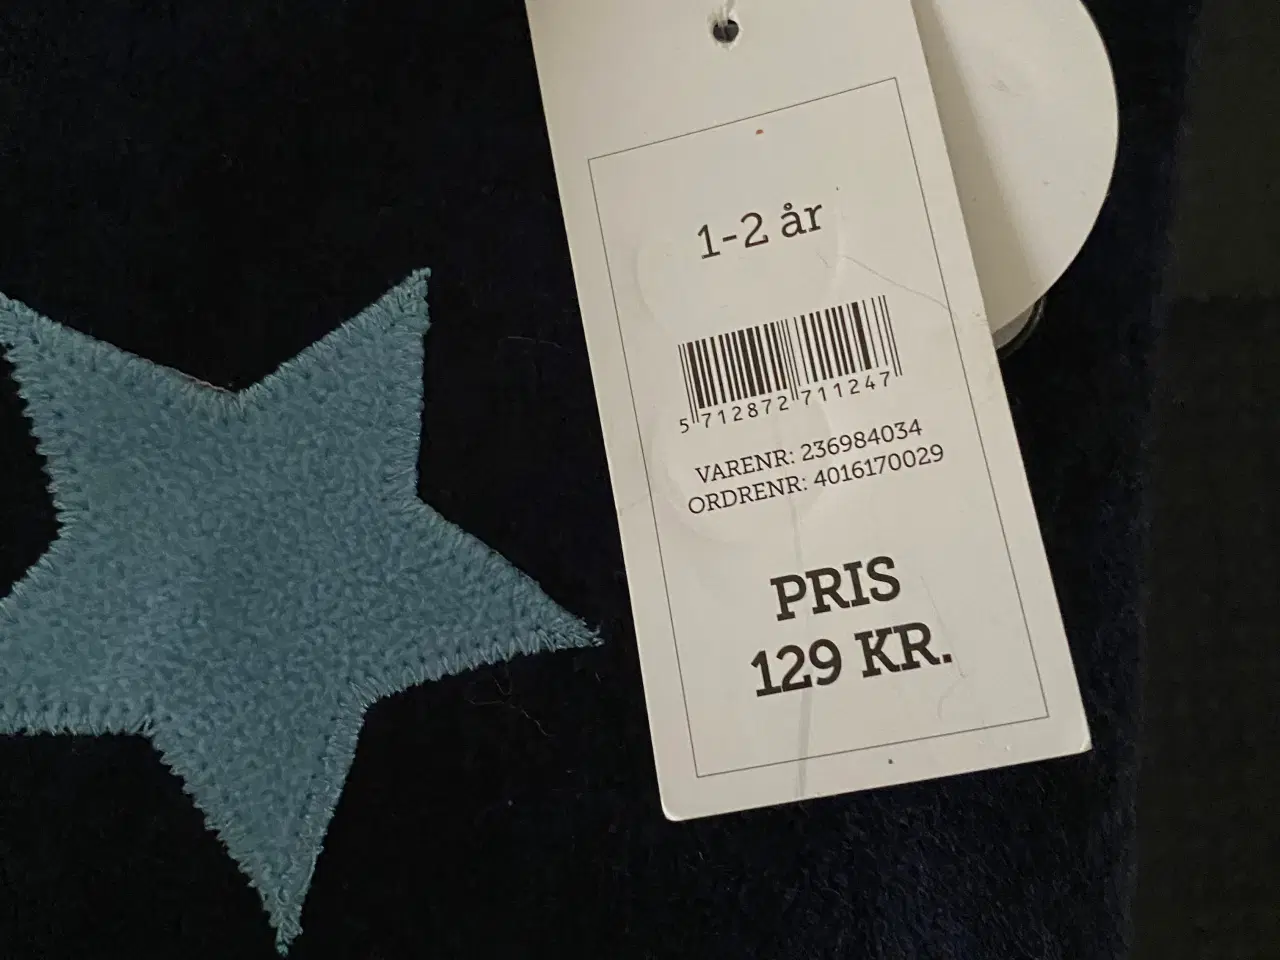 1-2 år
5 712872 711247
VARENR: 236984034
ORDRENR: 4016170029
PRIS
129 KR.